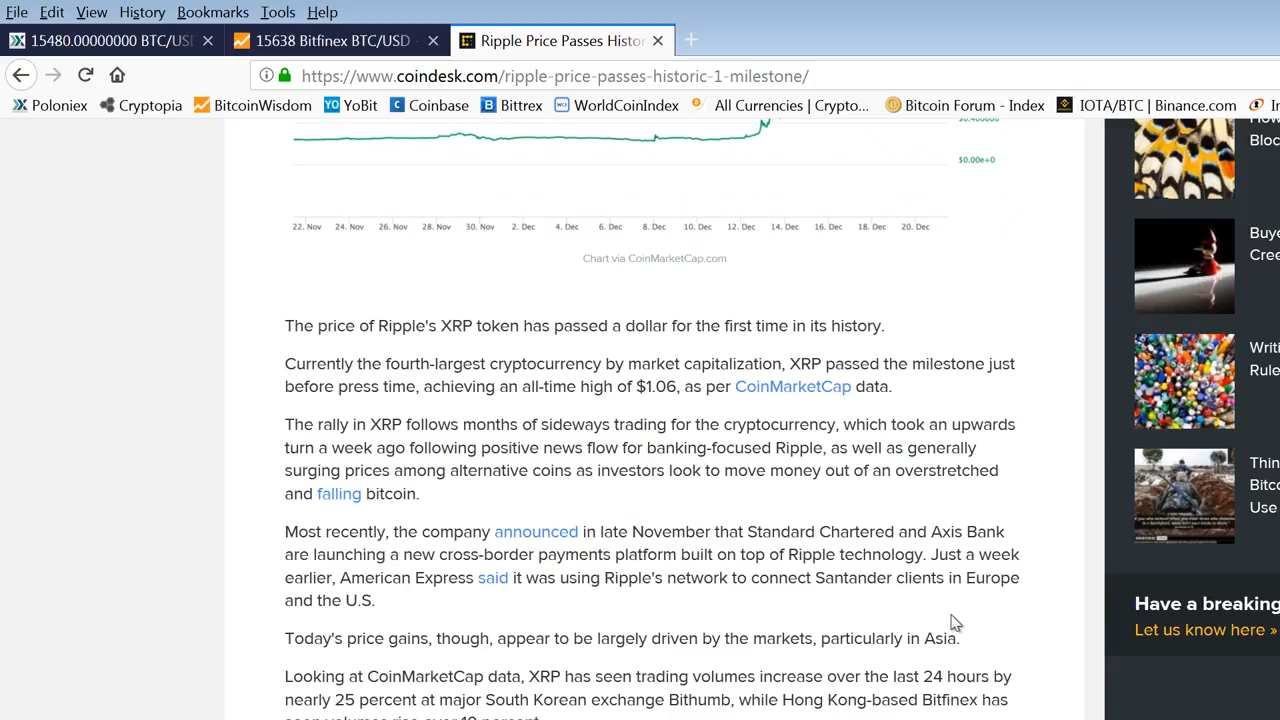 File Edit View History Bookmarks Tools Help
15480.00000000 BTC/USD
15638 Bitfinex BTC/USD
Ripple Price Passes Histor
https://www.coindesk.com/ripple-price-passes-historic-1-milestone/
Poloniex Cryptopia BitcoinWisdom YoBit Coinbase Bittrex WorldCoinIndex All Currencies | Crypto... Bitcoin Forum - Index IOTA/BTC | Binance.com
$0.400000
$0.00e+0
22. Nov 24. Nov 26. Nov 28. Nov 30. Nov 2. Dec 4. Dec 6. Dec 8. Dec 10. Dec 12. Dec 14. Dec 16. Dec 18. Dec 20. Dec
Chart via CoinMarketCap.com
The price of Ripple's XRP token has passed a dollar for the first time in its history.
Currently the fourth-largest cryptocurrency by market capitalization, XRP passed the milestone just
before press time, achieving an all-time high of $1.06, as per CoinMarketCap data.
The rally in XRP follows months of sideways trading for the cryptocurrency, which took an upwards
turn a week ago following positive news flow for banking-focused Ripple, as well as generally
surging prices among alternative coins as investors look to move money out of an overstretched
and falling bitcoin.
Most recently, the company announced in late November that Standard Chartered and Axis Bank
are launching a new cross-border payments platform built on top of Ripple technology. Just a week
earlier, American Express said it was using Ripple's network to connect Santander clients in Europe
and the U.S.
Today's price gains, though, appear to be largely driven by the markets, particularly in Asia.
Looking at CoinMarketCap data, XRP has seen trading volumes increase over the last 24 hours by
nearly 25 percent at major South Korean exchange Bithumb, while Hong Kong-based Bitfinex has
seen volumes rise over 10 percent.
How
Bloc
Buye
Cree
Writi
Rule
Thin
Bitco
Use
Have a breaking
Let us know here »